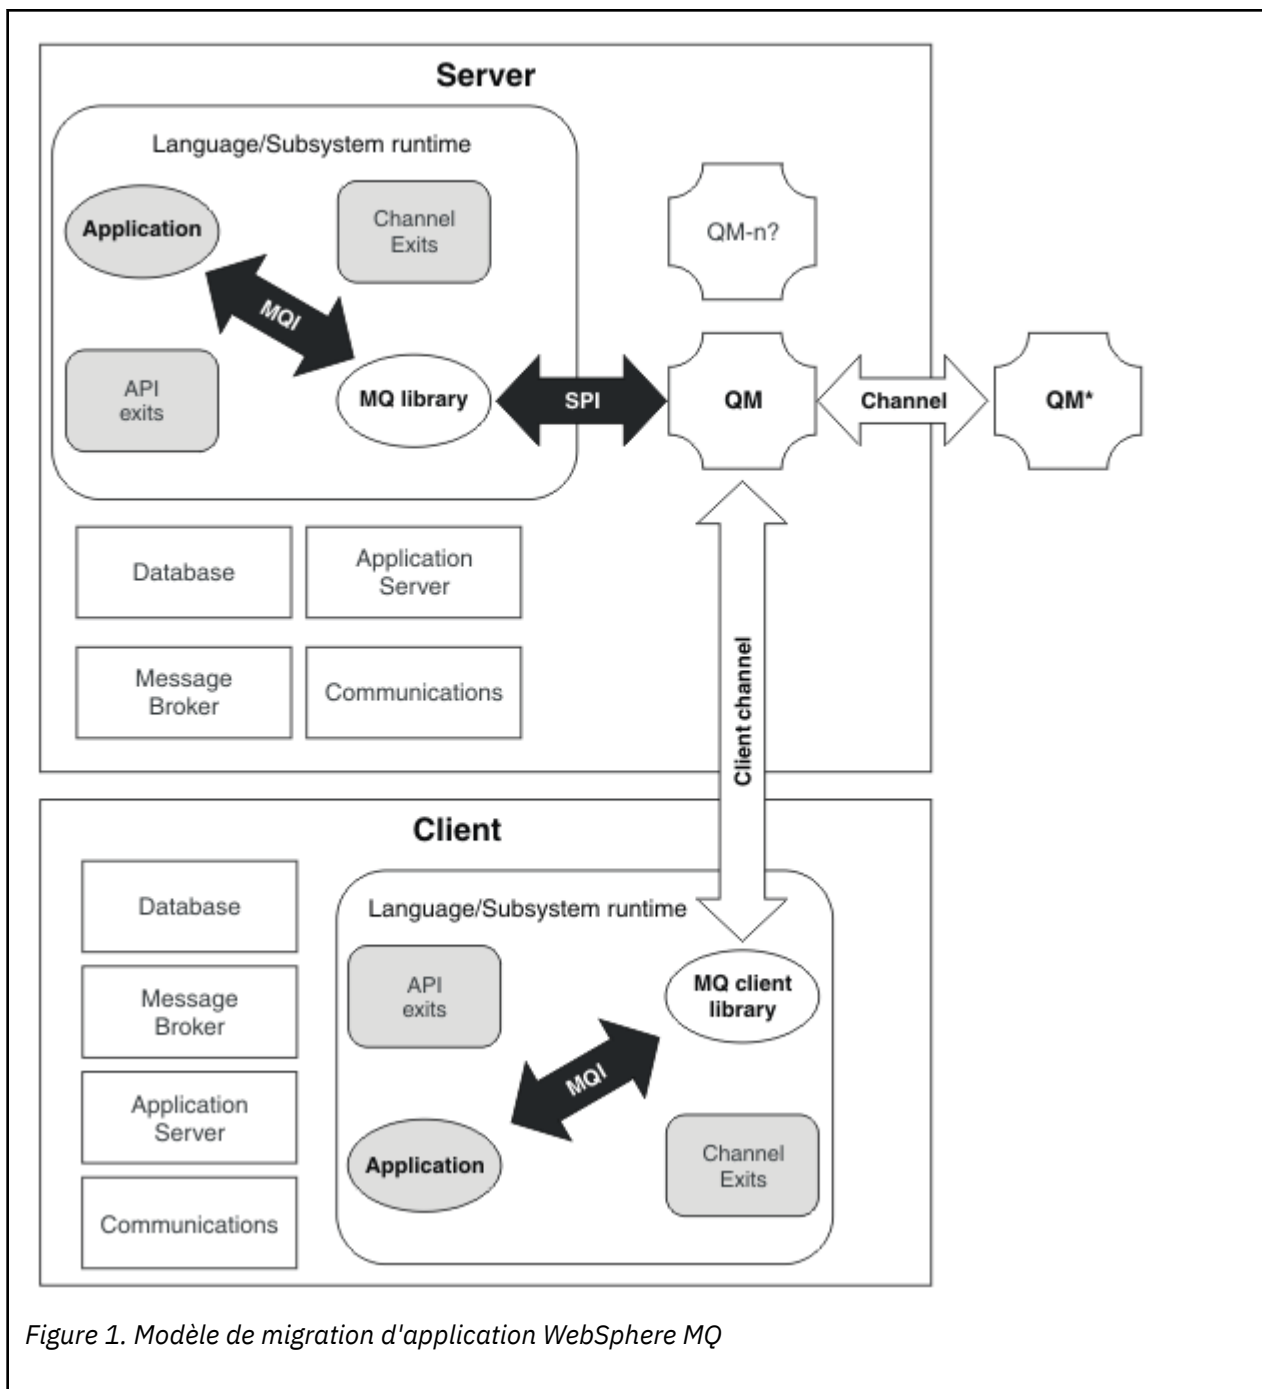 Server
Language/Subsystem runtime
Application
Channel
Exits
QM-n?
MQI
API
exits
MQ library
SPI
QM
Channel
QM*
Database
Application
Server
Message
Broker
Communications
Client channel
Client
Database
Language/Subsystem runtime
API
exits
MQ client
library
Message
Broker
MQI
Application
Server
Application
Channel
Exits
Communications
Figure 1. Modèle de migration d'application WebSphere MQ